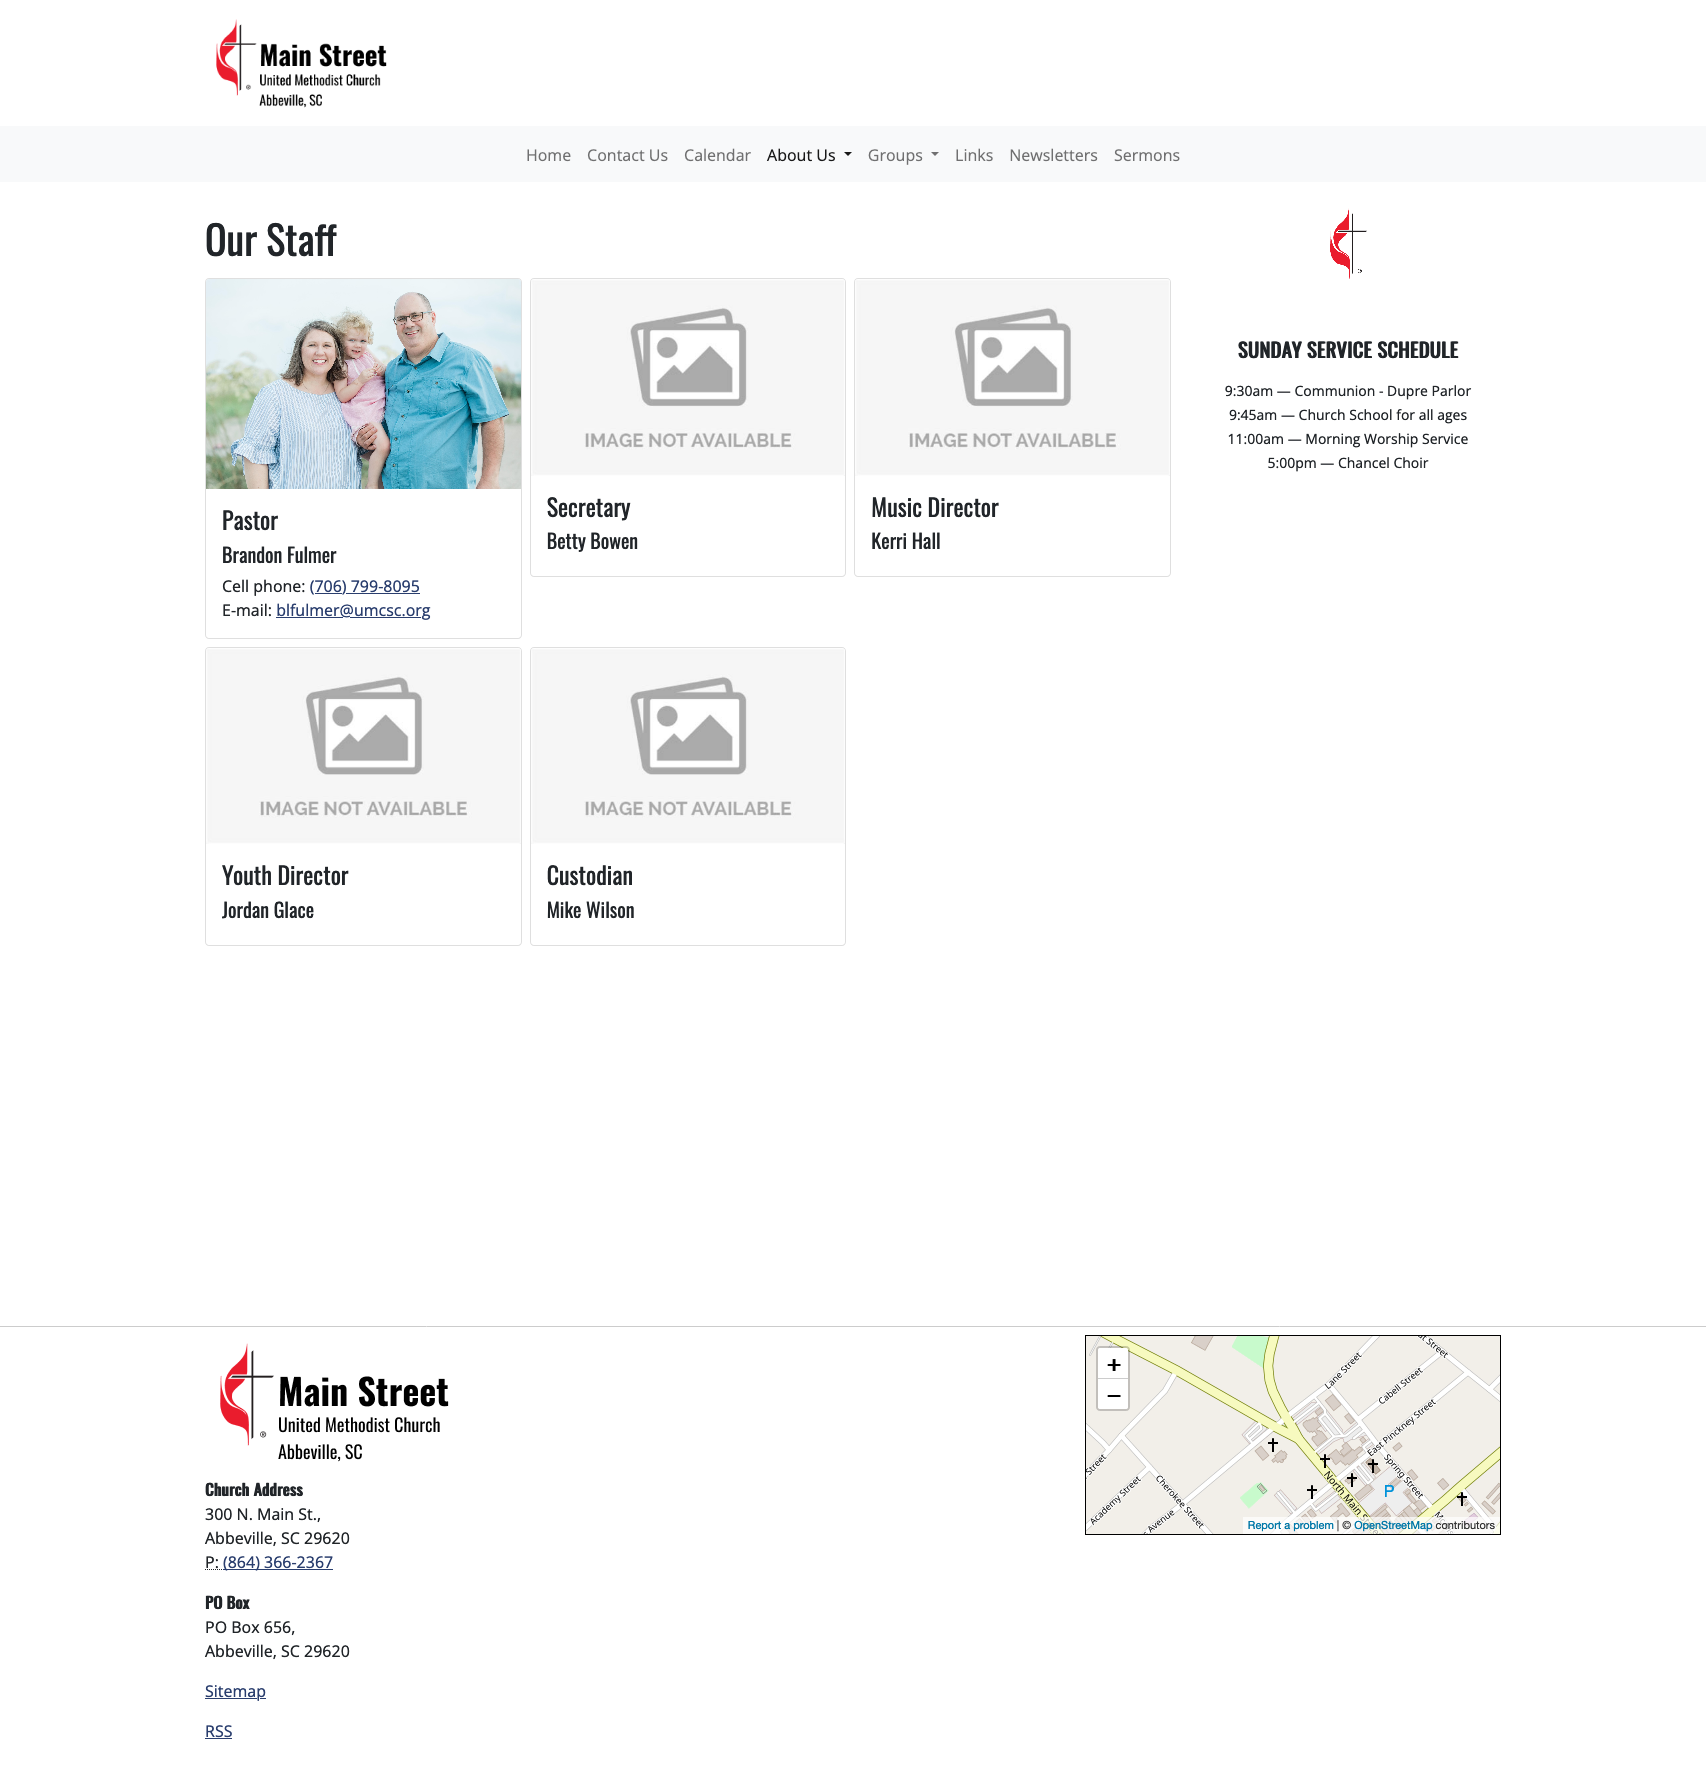 Main Street
United Methodist Church
Abbeville, SC
Home Contact Us Calendar About Us Groups Links Newsletters Sermons
Our Staff
Pastor
Brandon Fulmer
Cell phone: (706) 799-8095
E-mail: blfulmer@umcsc.org
IMAGE NOT AVAILABLE
Secretary
Betty Bowen
IMAGE NOT AVAILABLE
Music Director
Kerri Hall
IMAGE NOT AVAILABLE
Youth Director
Jordan Glace
IMAGE NOT AVAILABLE
Custodian
Mike Wilson
SUNDAY SERVICE SCHEDULE
9:30am — Communion - Dupre Parlor
9:45am — Church School for all ages
11:00am — Morning Worship Service
5:00pm — Chancel Choir
Main Street
United Methodist Church
Abbeville, SC
Church Address
300 N. Main St.,
Abbeville, SC 29620
P: (864) 366-2367
PO Box
PO Box 656,
Abbeville, SC 29620
Sitemap
RSS
+
−
Lane Street
Cabell Street
East Pinckney Street
Spring Street
North Main
Street
Academy Street
Cherokee Street
Avenue
P
Report a problem | © OpenStreetMap contributors